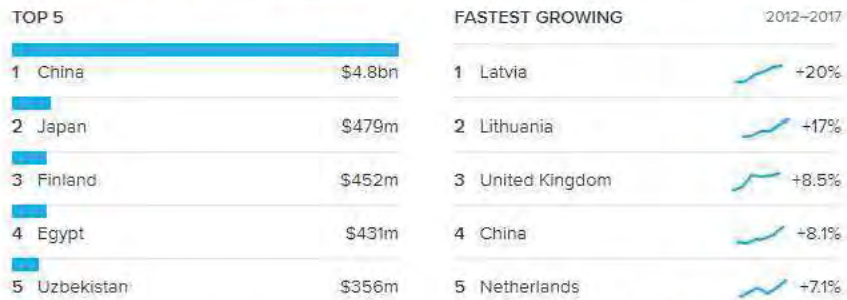 TOP 5
1 China $4.8bn
2 Japan $479m
3 Finland $452m
4 Egypt $431m
5 Uzbekistan $356m
FASTEST GROWING 2012–2017
1 Latvia +20%
2 Lithuania +17%
3 United Kingdom +8.5%
4 China +8.1%
5 Netherlands +7.1%